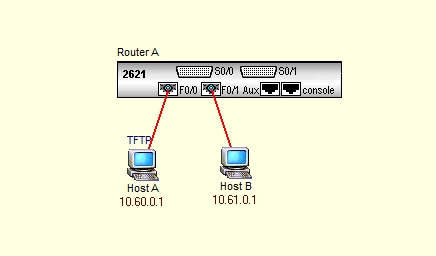 Router A
2621 S0/0 S0/1
F0/0 F0/1 Aux console
TFTP
Host A Host B
10.60.0.1 10.61.0.1